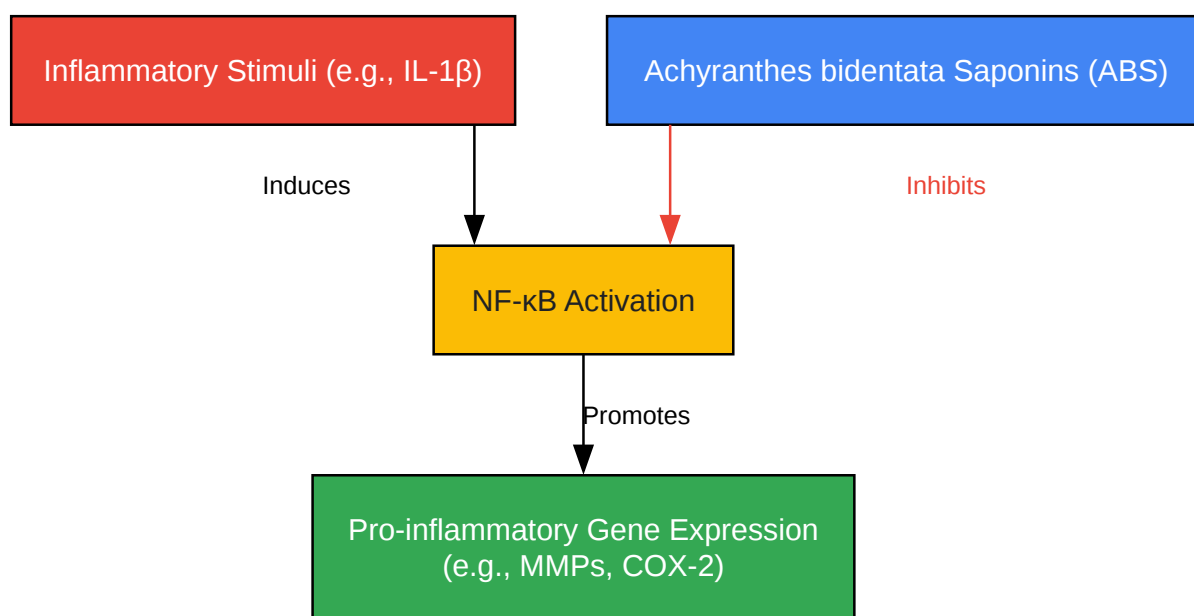 Inflammatory Stimuli (e.g., IL-1β)
Achyranthes bidentata Saponins (ABS)
Induces
Inhibits
NF-κB Activation
Promotes
Pro-inflammatory Gene Expression
(e.g., MMPs, COX-2)